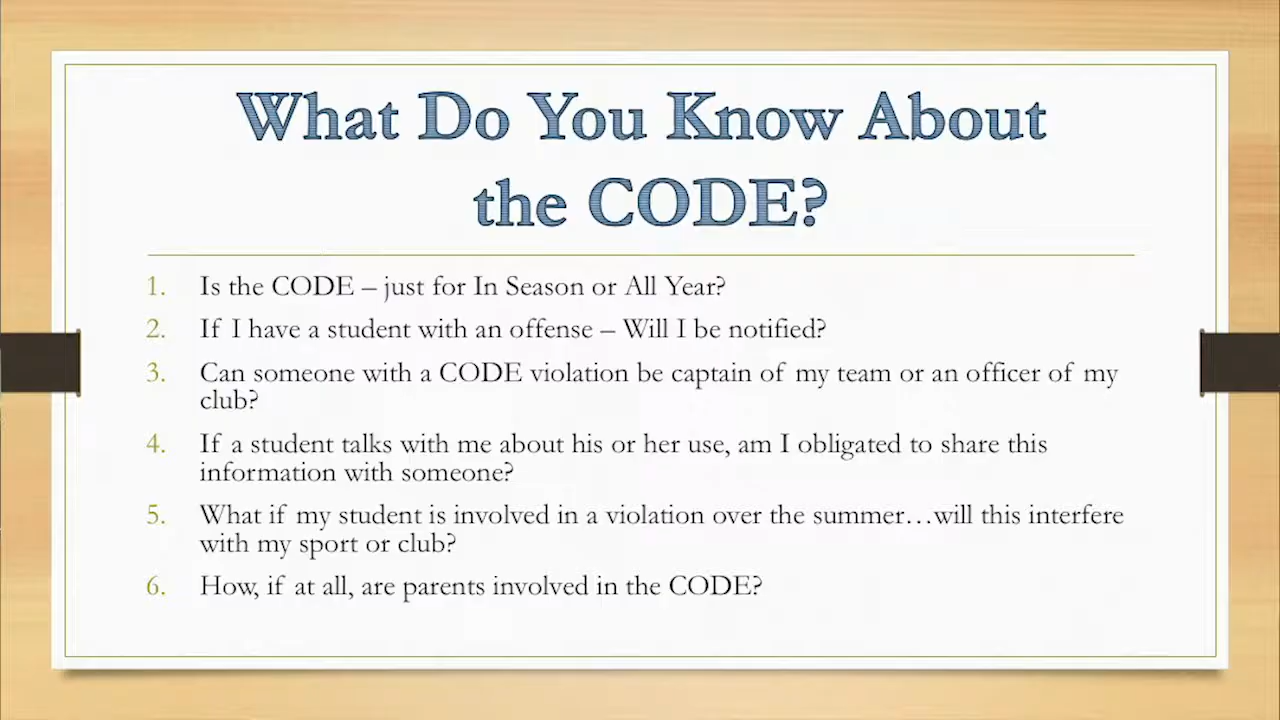 What Do You Know About
the CODE?
1. Is the CODE – just for In Season or All Year?
2. If I have a student with an offense – Will I be notified?
3. Can someone with a CODE violation be captain of my team or an officer of my
club?
4. If a student talks with me about his or her use, am I obligated to share this
information with someone?
5. What if my student is involved in a violation over the summer…will this interfere
with my sport or club?
6. How, if at all, are parents involved in the CODE?